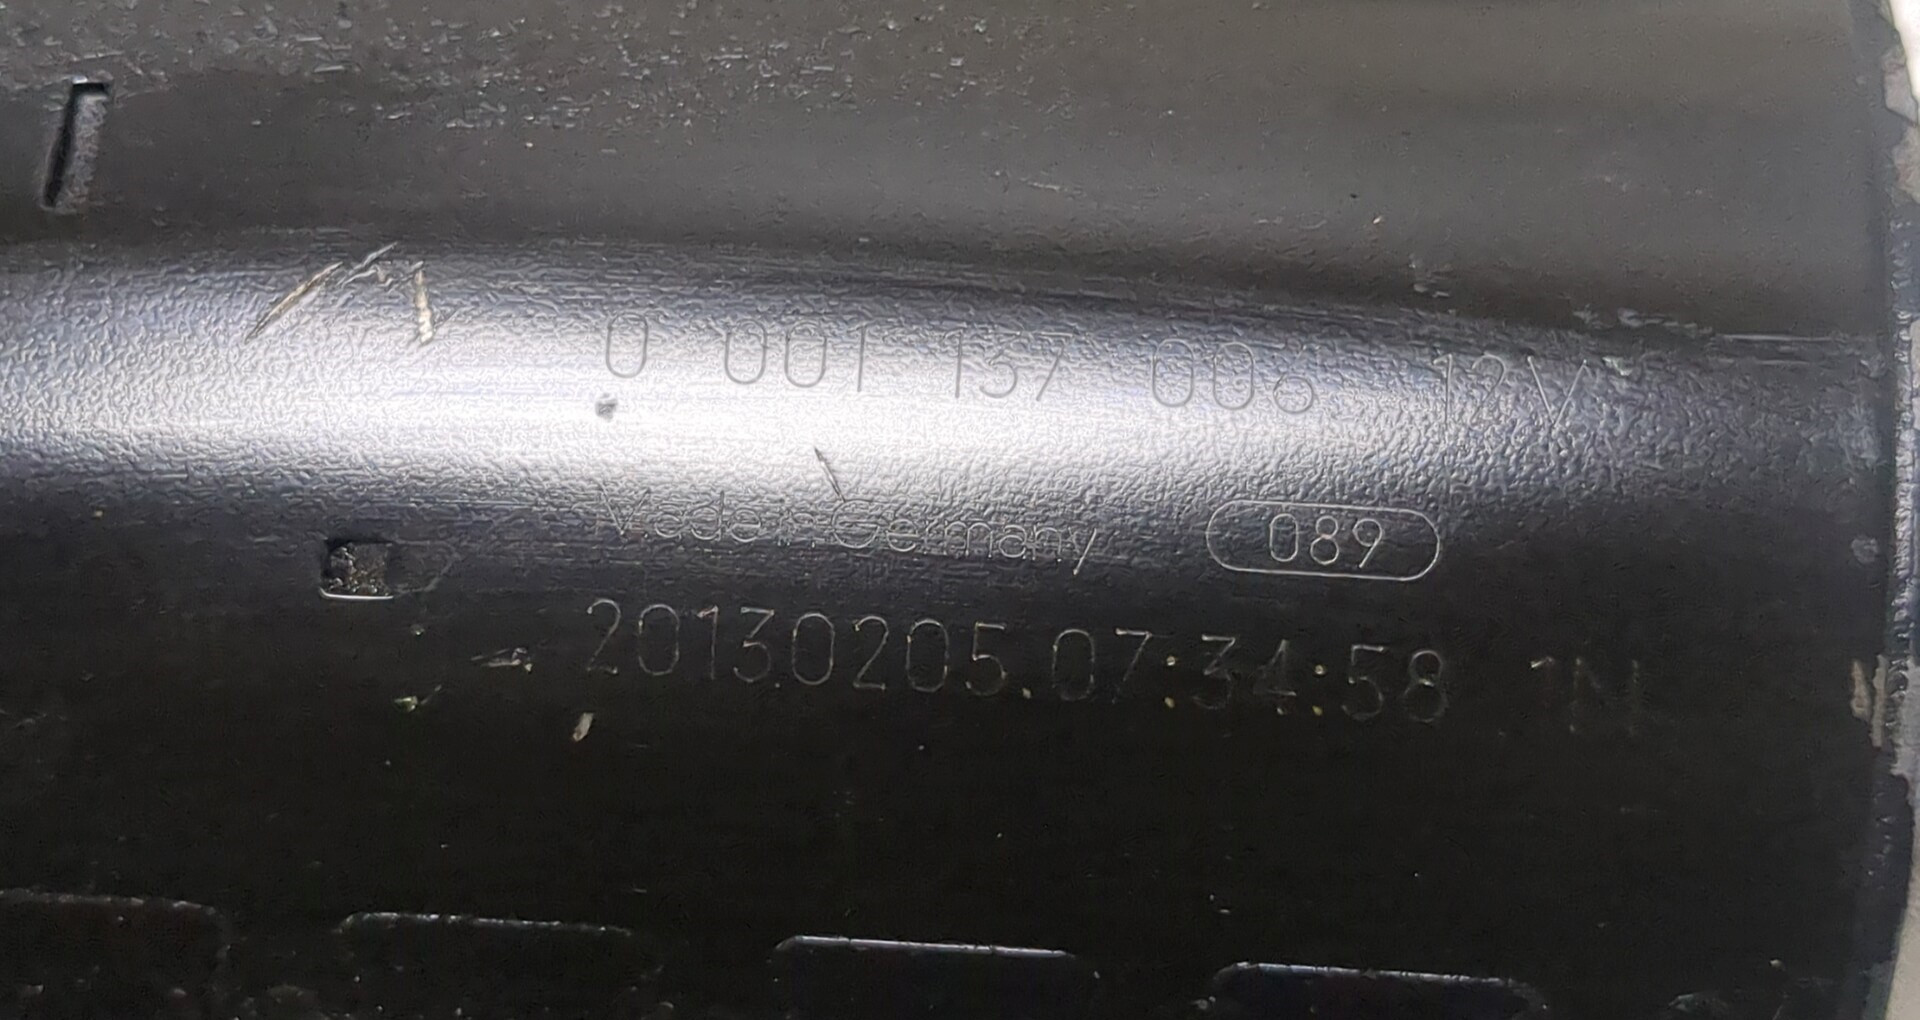 0 001 137 006 12V
Made in Germany 089
20130205.07:34:58 1N